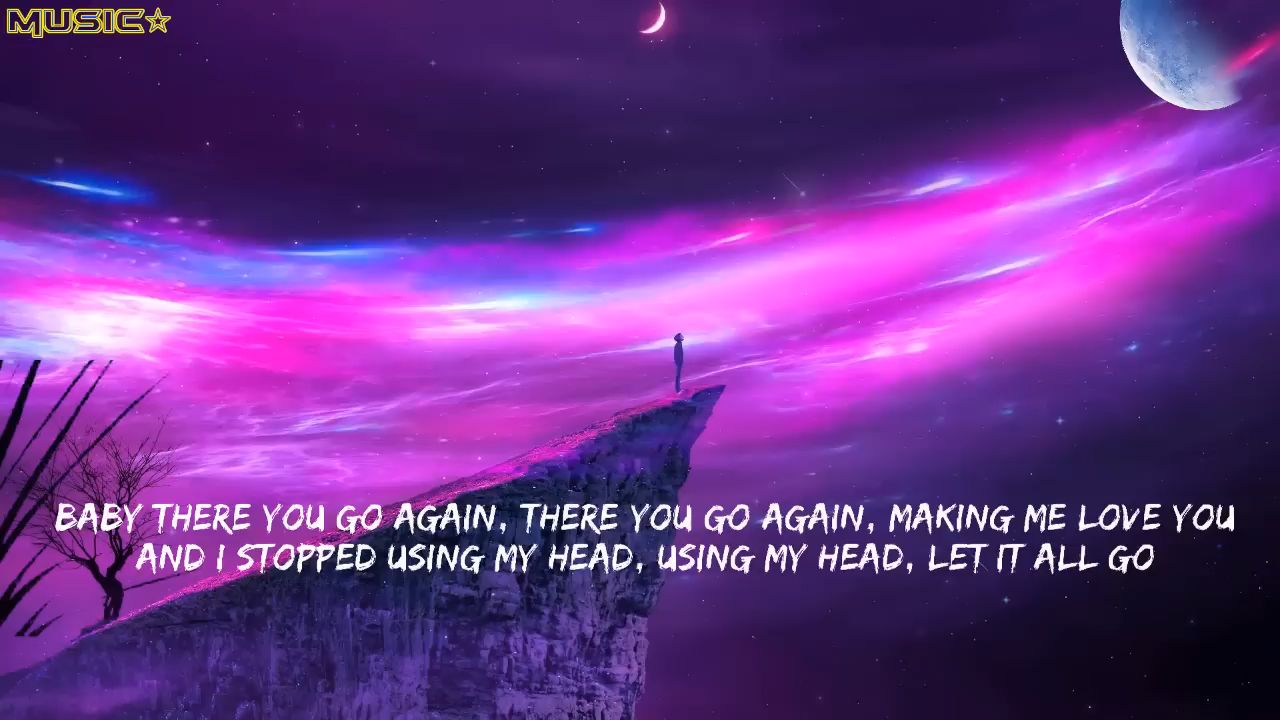 MUSIC☆
BABY THERE YOU GO AGAIN, THERE YOU GO AGAIN, MAKING ME LOVE YOU
AND I STOPPED USING MY HEAD, USING MY HEAD, LET IT ALL GO